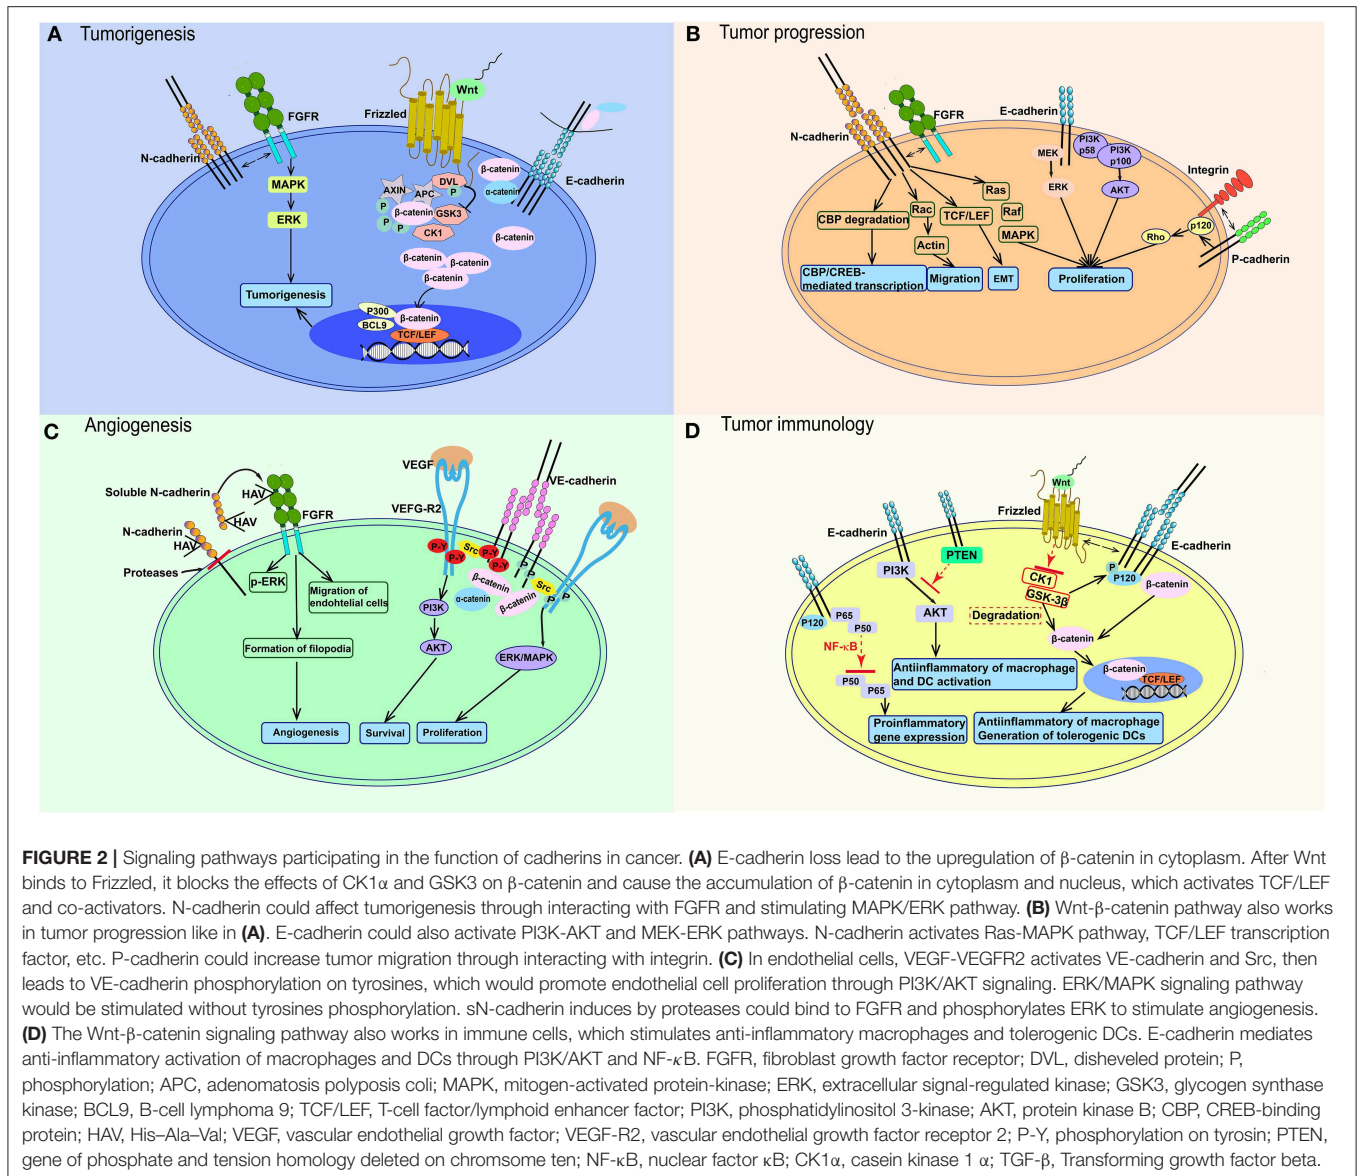 A Tumorigenesis
Wnt
FGFR
Frizzled
N-cadherin
E-cadherin
MAPK
ERK
Tumorigenesis
AXIN
APC
DVL
P
P
P
P
β-catenin
GSK3
CK1
β-catenin
α-catenin
β-catenin
β-catenin
β-catenin
β-catenin
P300
BCL9
β-catenin
TCF/LEF
B Tumor progression
FGFR
N-cadherin
E-cadherin
MEK
ERK
PI3K
p58
PI3K
p100
AKT
Integrin
Ras
Raf
MAPK
Rac
TCF/LEF
CBP degradation
Actin
Rho
p120
P-cadherin
CBP/CREB-
mediated transcription
Migration
EMT
Proliferation
C Angiogenesis
VEGF
VE-cadherin
Soluble N-cadherin
HAV
HAV
FGFR
VEFG-R2
N-cadherin
HAV
Proteases
p-ERK
Migration of
endohtelial cells
Formation of filopodia
Angiogenesis
P-Y
P-Y
Src
P-Y
P-Y
β-catenin
α-catenin
β-catenin
P
P
Src
P
P
PI3K
AKT
ERK/MAPK
Survival
Proliferation
D Tumor immunology
Wnt
Frizzled
E-cadherin
E-cadherin
PTEN
PI3K
AKT
CK1
GSK-3β
P
P120
β-catenin
Degradation
β-catenin
P120
P65
P50
NF-κB
P50
P65
β-catenin
TCF/LEF
Antiinflammatory of macrophage
and DC activation
Proinflammatory
gene expression
Antiinflammatory of macrophage
Generation of tolerogenic DCs
FIGURE 2 | Signaling pathways participating in the function of cadherins in cancer. (A) E-cadherin loss lead to the upregulation of β-catenin in cytoplasm. After Wnt
binds to Frizzled, it blocks the effects of CK1α and GSK3 on β-catenin and cause the accumulation of β-catenin in cytoplasm and nucleus, which activates TCF/LEF
and co-activators. N-cadherin could affect tumorigenesis through interacting with FGFR and stimulating MAPK/ERK pathway. (B) Wnt-β-catenin pathway also works
in tumor progression like in (A). E-cadherin could also activate PI3K-AKT and MEK-ERK pathways. N-cadherin activates Ras-MAPK pathway, TCF/LEF transcription
factor, etc. P-cadherin could increase tumor migration through interacting with integrin. (C) In endothelial cells, VEGF-VEGFR2 activates VE-cadherin and Src, then
leads to VE-cadherin phosphorylation on tyrosines, which would promote endothelial cell proliferation through PI3K/AKT signaling. ERK/MAPK signaling pathway
would be stimulated without tyrosines phosphorylation. sN-cadherin induces by proteases could bind to FGFR and phosphorylates ERK to stimulate angiogenesis.
(D) The Wnt-β-catenin signaling pathway also works in immune cells, which stimulates anti-inflammatory macrophages and tolerogenic DCs. E-cadherin mediates
anti-inflammatory activation of macrophages and DCs through PI3K/AKT and NF-κB. FGFR, fibroblast growth factor receptor; DVL, disheveled protein; P,
phosphorylation; APC, adenomatosis polyposis coli; MAPK, mitogen-activated protein-kinase; ERK, extracellular signal-regulated kinase; GSK3, glycogen synthase
kinase; BCL9, B-cell lymphoma 9; TCF/LEF, T-cell factor/lymphoid enhancer factor; PI3K, phosphatidylinositol 3-kinase; AKT, protein kinase B; CBP, CREB-binding
protein; HAV, His–Ala–Val; VEGF, vascular endothelial growth factor; VEGF-R2, vascular endothelial growth factor receptor 2; P-Y, phosphorylation on tyrosin; PTEN,
gene of phosphate and tension homology deleted on chromsome ten; NF-κB, nuclear factor κB; CK1α, casein kinase 1 α; TGF-β, Transforming growth factor beta.